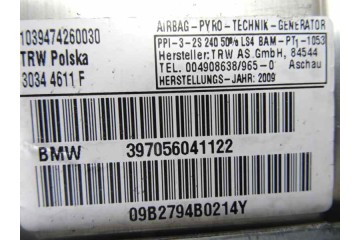 1039474260030
TRW Polska
3034 4611 F
AIRBAG-PYRO-TECHNIK-GENERATOR
PPI-3-2S 240 50% LS4 BAM-PT1-1053
Hersteller: TRW AS.GmbH, 84544
Tel. 004908638/965-0 Aschau
HERSTELLUNGS-JAHR: 2009
BMW 397056041122
09B2794B0214Y